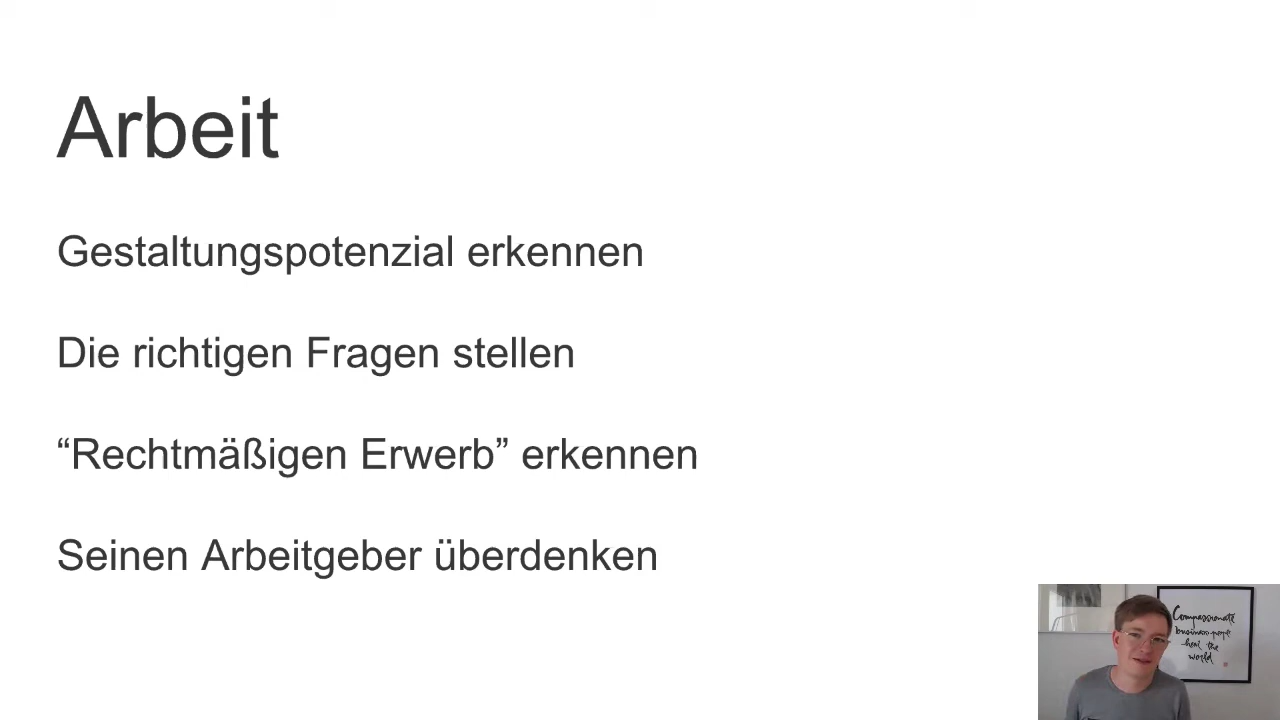 Arbeit
Gestaltungspotenzial erkennen
Die richtigen Fragen stellen
“Rechtmäßigen Erwerb” erkennen
Seinen Arbeitgeber überdenken
Compassionate
business people
heal the
world